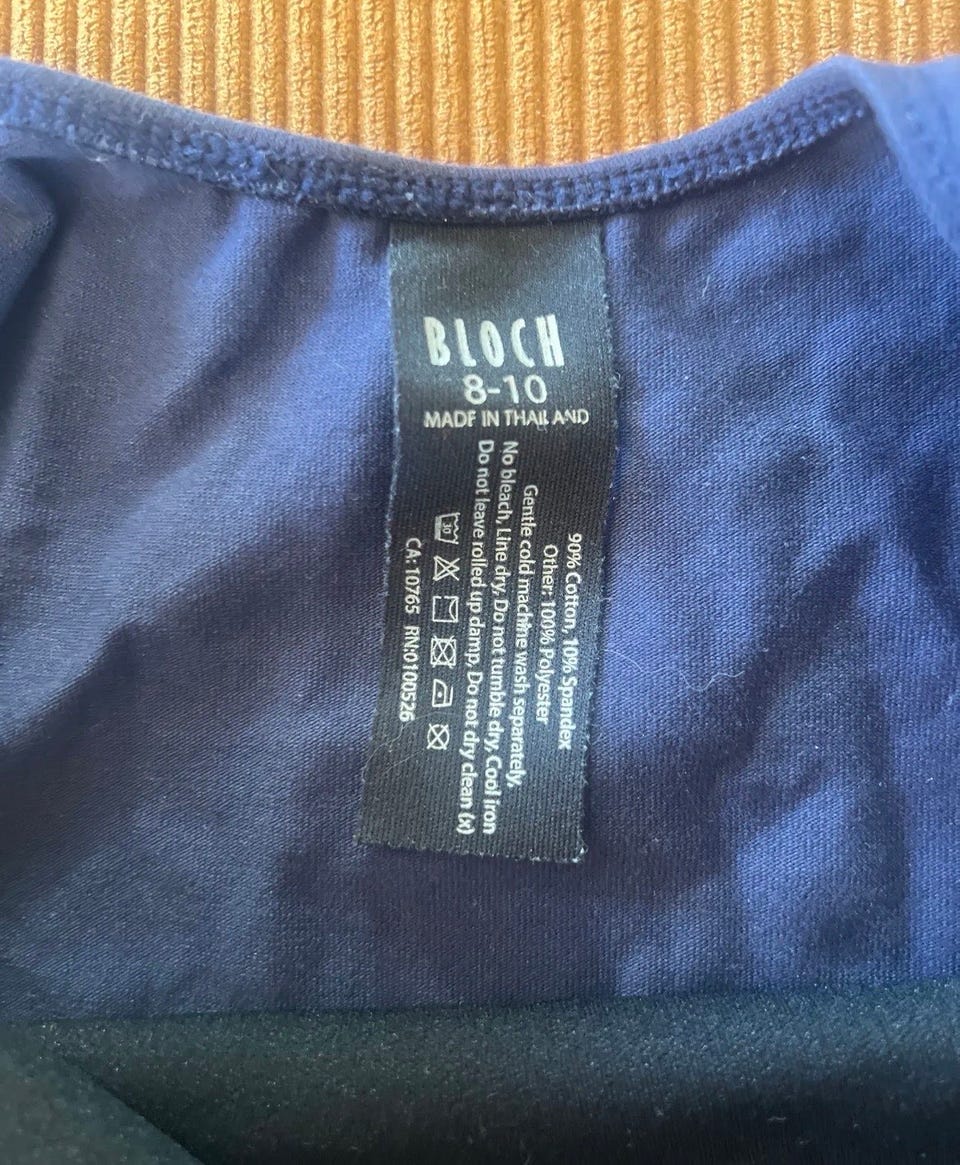 BLOCH
8-10
MADE IN THAILAND
90% Cotton, 10% Spandex
Other: 100% Polyester
Gentle cold machine wash separately,
No bleach, Line dry, Do not tumble dry, Cool iron
Do not leave rolled up damp, Do not dry clean (x)
30
CA: 10765 RN:0100526